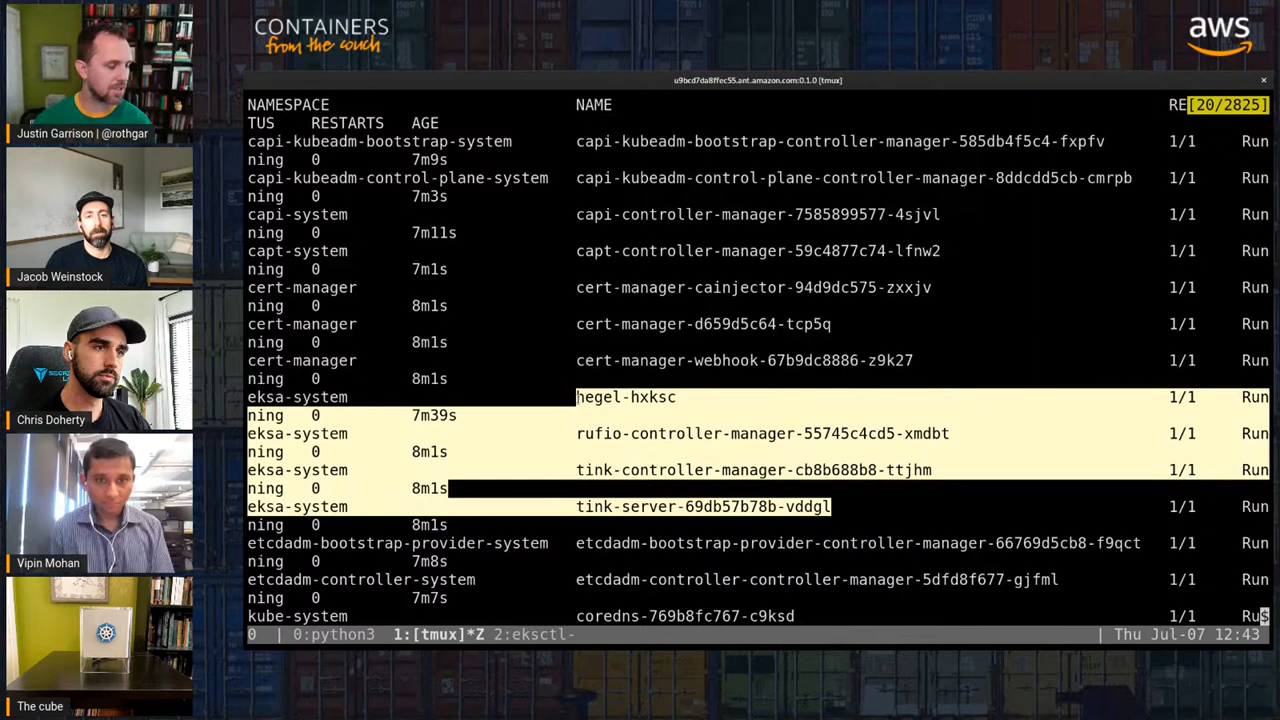 CONTAINERS
from the couch
aws
u9bcd7da8ffec55.ant.amazon.com:0.1.0 [tmux]
NAMESPACE NAME RE[20/2825]
TUS RESTARTS AGE
capi-kubeadm-bootstrap-system capi-kubeadm-bootstrap-controller-manager-585db4f5c4-fxpfv 1/1 Run
ning 0 7m9s
capi-kubeadm-control-plane-system capi-kubeadm-control-plane-controller-manager-8ddcdd5cb-cmrpb 1/1 Run
ning 0 7m3s
capi-system capi-controller-manager-7585899577-4sjvl 1/1 Run
ning 0 7m11s
capt-system capt-controller-manager-59c4877c74-lfnw2 1/1 Run
ning 0 7m1s
cert-manager cert-manager-cainjector-94d9dc575-zxxjv 1/1 Run
ning 0 8m1s
cert-manager cert-manager-d659d5c64-tcp5q 1/1 Run
ning 0 8m1s
cert-manager cert-manager-webhook-67b9dc8886-z9k27 1/1 Run
ning 0 8m1s
eksa-system hegel-hxksc 1/1 Run
ning 0 7m39s
eksa-system rufio-controller-manager-55745c4cd5-xmdbt 1/1 Run
ning 0 8m1s
eksa-system tink-controller-manager-cb8b688b8-ttjhm 1/1 Run
ning 0 8m1s
eksa-system tink-server-69db57b78b-vddgl 1/1 Run
ning 0 8m1s
etcdadm-bootstrap-provider-system etcdadm-bootstrap-provider-controller-manager-66769d5cb8-f9qct 1/1 Run
ning 0 7m8s
etcdadm-controller-system etcdadm-controller-controller-manager-5dfd8f677-gjfml 1/1 Run
ning 0 7m7s
kube-system coredns-769b8fc767-c9ksd 1/1 Ru$
0 | 0:python3 1:[tmux]*Z 2:eksctl- | Thu Jul-07 12:43
Justin Garrison | @rothgar
Jacob Weinstock
Chris Doherty
Vipin Mohan
The cube